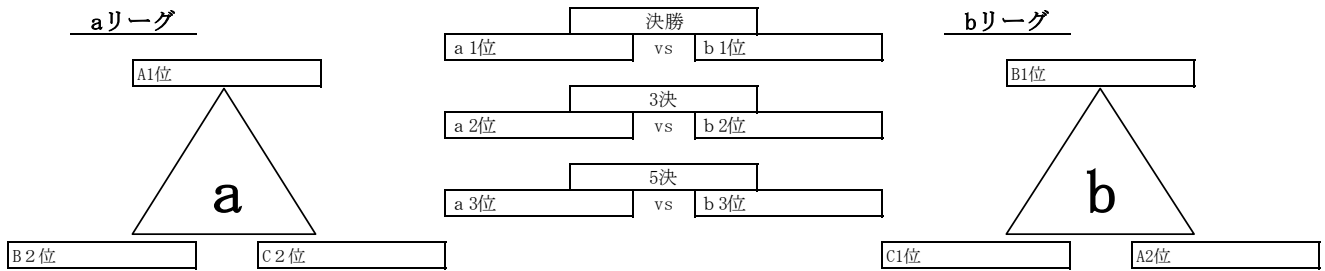 aリーグ
A1位
a
B２位
C２位
決勝
a 1位 vs b 1位
3決
a 2位 vs b 2位
5決
a 3位 vs b 3位
bリーグ
B1位
b
C1位
A2位